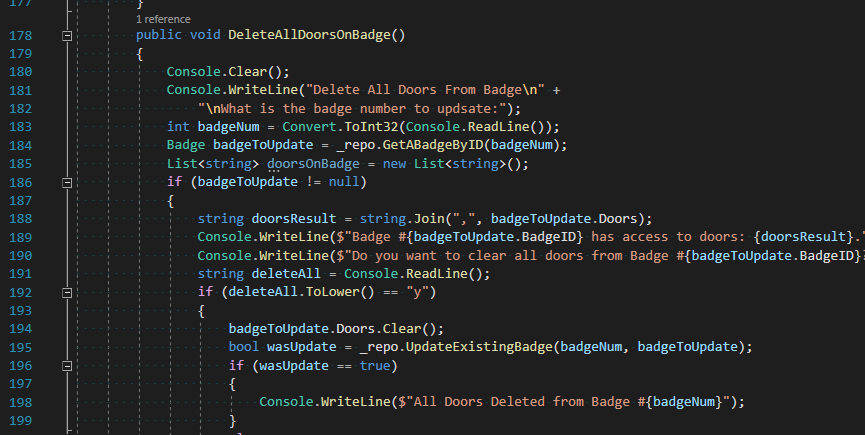 177 }
1 reference
178 public void DeleteAllDoorsOnBadge()
179 {
180 Console.Clear();
181 Console.WriteLine("Delete All Doors From Badge\n" +
182 "\nWhat is the badge number to updsate:");
183 int badgeNum = Convert.ToInt32(Console.ReadLine());
184 Badge badgeToUpdate = _repo.GetABadgeByID(badgeNum);
185 List<string> doorsOnBadge = new List<string>();
186 if (badgeToUpdate != null)
187 {
188 string doorsResult = string.Join(",", badgeToUpdate.Doors);
189 Console.WriteLine($"Badge #{badgeToUpdate.BadgeID} has access to doors: {doorsResult}."
190 Console.WriteLine($"Do you want to clear all doors from Badge #{badgeToUpdate.BadgeID}?
191 string deleteAll = Console.ReadLine();
192 if (deleteAll.ToLower() == "y")
193 {
194 badgeToUpdate.Doors.Clear();
195 bool wasUpdate = _repo.UpdateExistingBadge(badgeNum, badgeToUpdate);
196 if (wasUpdate == true)
197 {
198 Console.WriteLine($"All Doors Deleted from Badge #{badgeNum}");
199 }